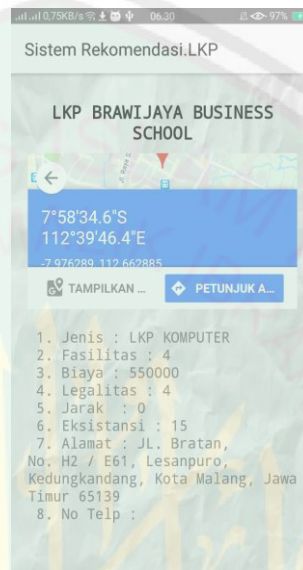 0,75KB/s 06.30 97%
Sistem Rekomendasi.LKP
LKP BRAWIJAYA BUSINESS
SCHOOL
7°58'34.6"S
112°39'46.4"E
-7.976289, 112.662885
TAMPILKAN ...
PETUNJUK A...
1. Jenis : LKP KOMPUTER
2. Fasilitas : 4
3. Biaya : 550000
4. Legalitas : 4
5. Jarak : 0
6. Eksistansi : 15
7. Alamat : JL. Bratan,
No. H2 / E61, Lesanpuro,
Kedungkandang, Kota Malang, Jawa
Timur 65139
8. No Telp :